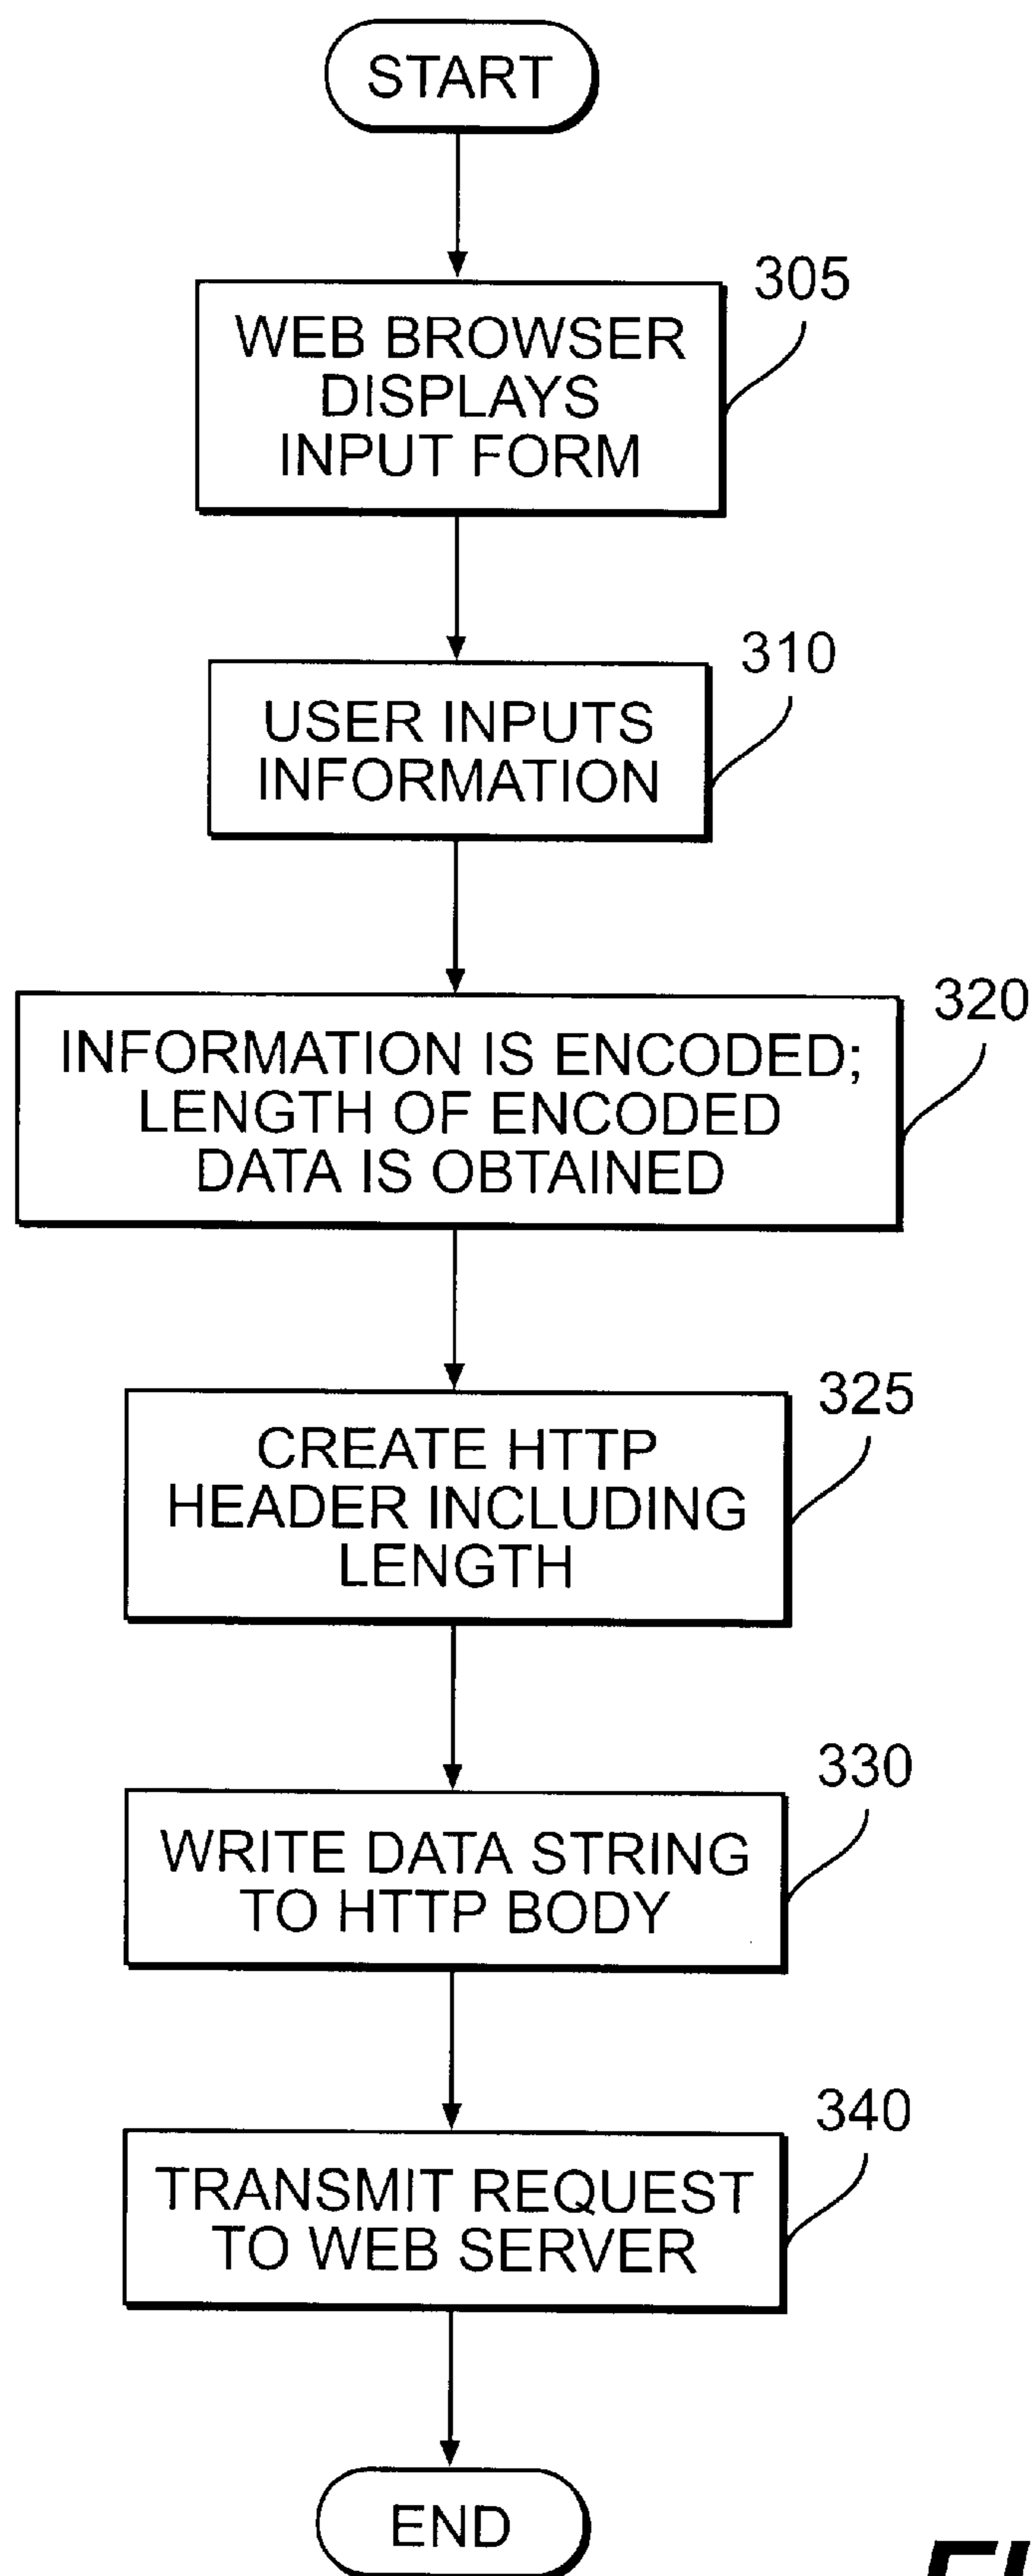 START
305
WEB BROWSER
DISPLAYS
INPUT FORM
310
USER INPUTS
INFORMATION
320
INFORMATION IS ENCODED;
LENGTH OF ENCODED
DATA IS OBTAINED
325
CREATE HTTP
HEADER INCLUDING
LENGTH
330
WRITE DATA STRING
TO HTTP BODY
340
TRANSMIT REQUEST
TO WEB SERVER
END